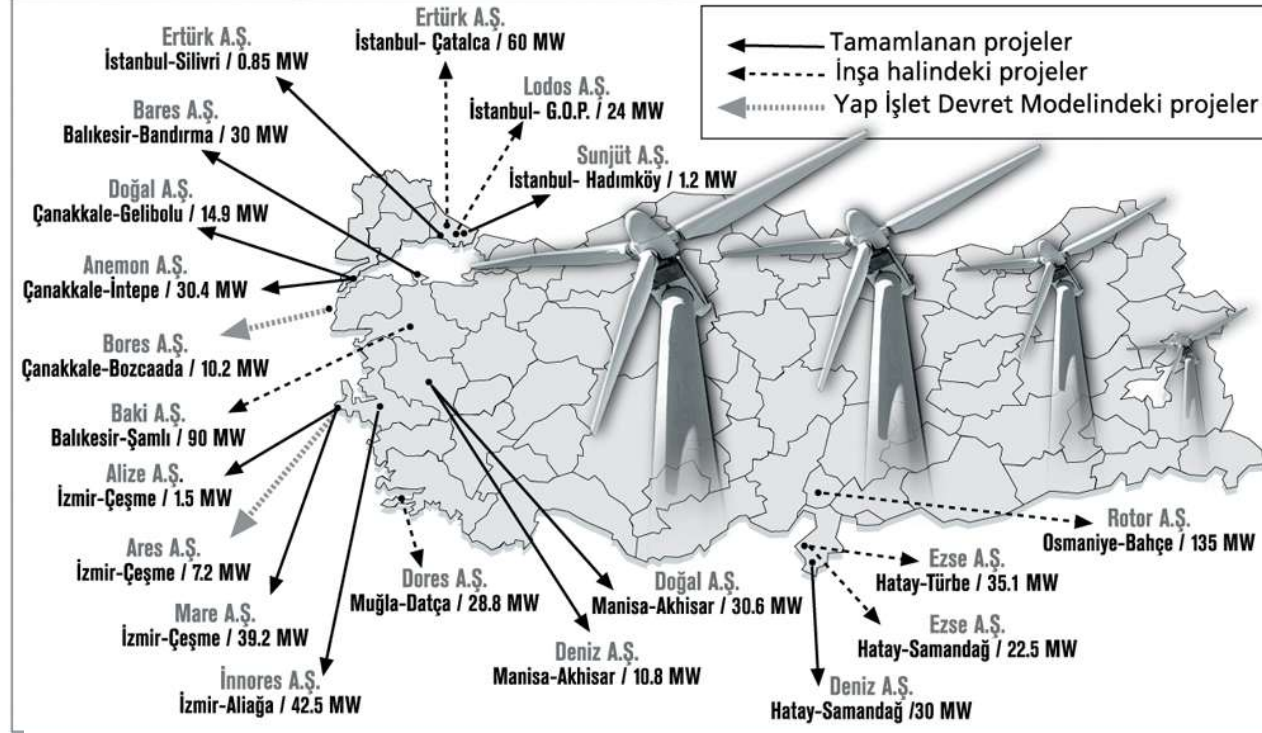 Ertürk A.Ş.
İstanbul-Silivri / 0.85 MW
Ertürk A.Ş.
İstanbul- Çatalca / 60 MW
Lodos A.Ş.
İstanbul- G.O.P. / 24 MW
Sunjüt A.Ş.
İstanbul- Hadımköy / 1.2 MW
Tamamlanan projeler
İnşa halindeki projeler
Yap İşlet Devret Modelindeki projeler
Bares A.Ş.
Balıkesir-Bandırma / 30 MW
Doğal A.Ş.
Çanakkale-Gelibolu / 14.9 MW
Anemon A.Ş.
Çanakkale-İntepe / 30.4 MW
Bores A.Ş.
Çanakkale-Bozcaada / 10.2 MW
Baki A.Ş.
Balıkesir-Şamlı / 90 MW
Alize A.Ş.
İzmir-Çeşme / 1.5 MW
Ares A.Ş.
İzmir-Çeşme / 7.2 MW
Mare A.Ş.
İzmir-Çeşme / 39.2 MW
İnnores A.Ş.
İzmir-Aliağa / 42.5 MW
Dores A.Ş.
Muğla-Datça / 28.8 MW
Deniz A.Ş.
Manisa-Akhisar / 10.8 MW
Doğal A.Ş.
Manisa-Akhisar / 30.6 MW
Rotor A.Ş.
Osmaniye-Bahçe / 135 MW
Ezse A.Ş.
Hatay-Türbe / 35.1 MW
Ezse A.Ş.
Hatay-Samandağ / 22.5 MW
Deniz A.Ş.
Hatay-Samandağ /30 MW